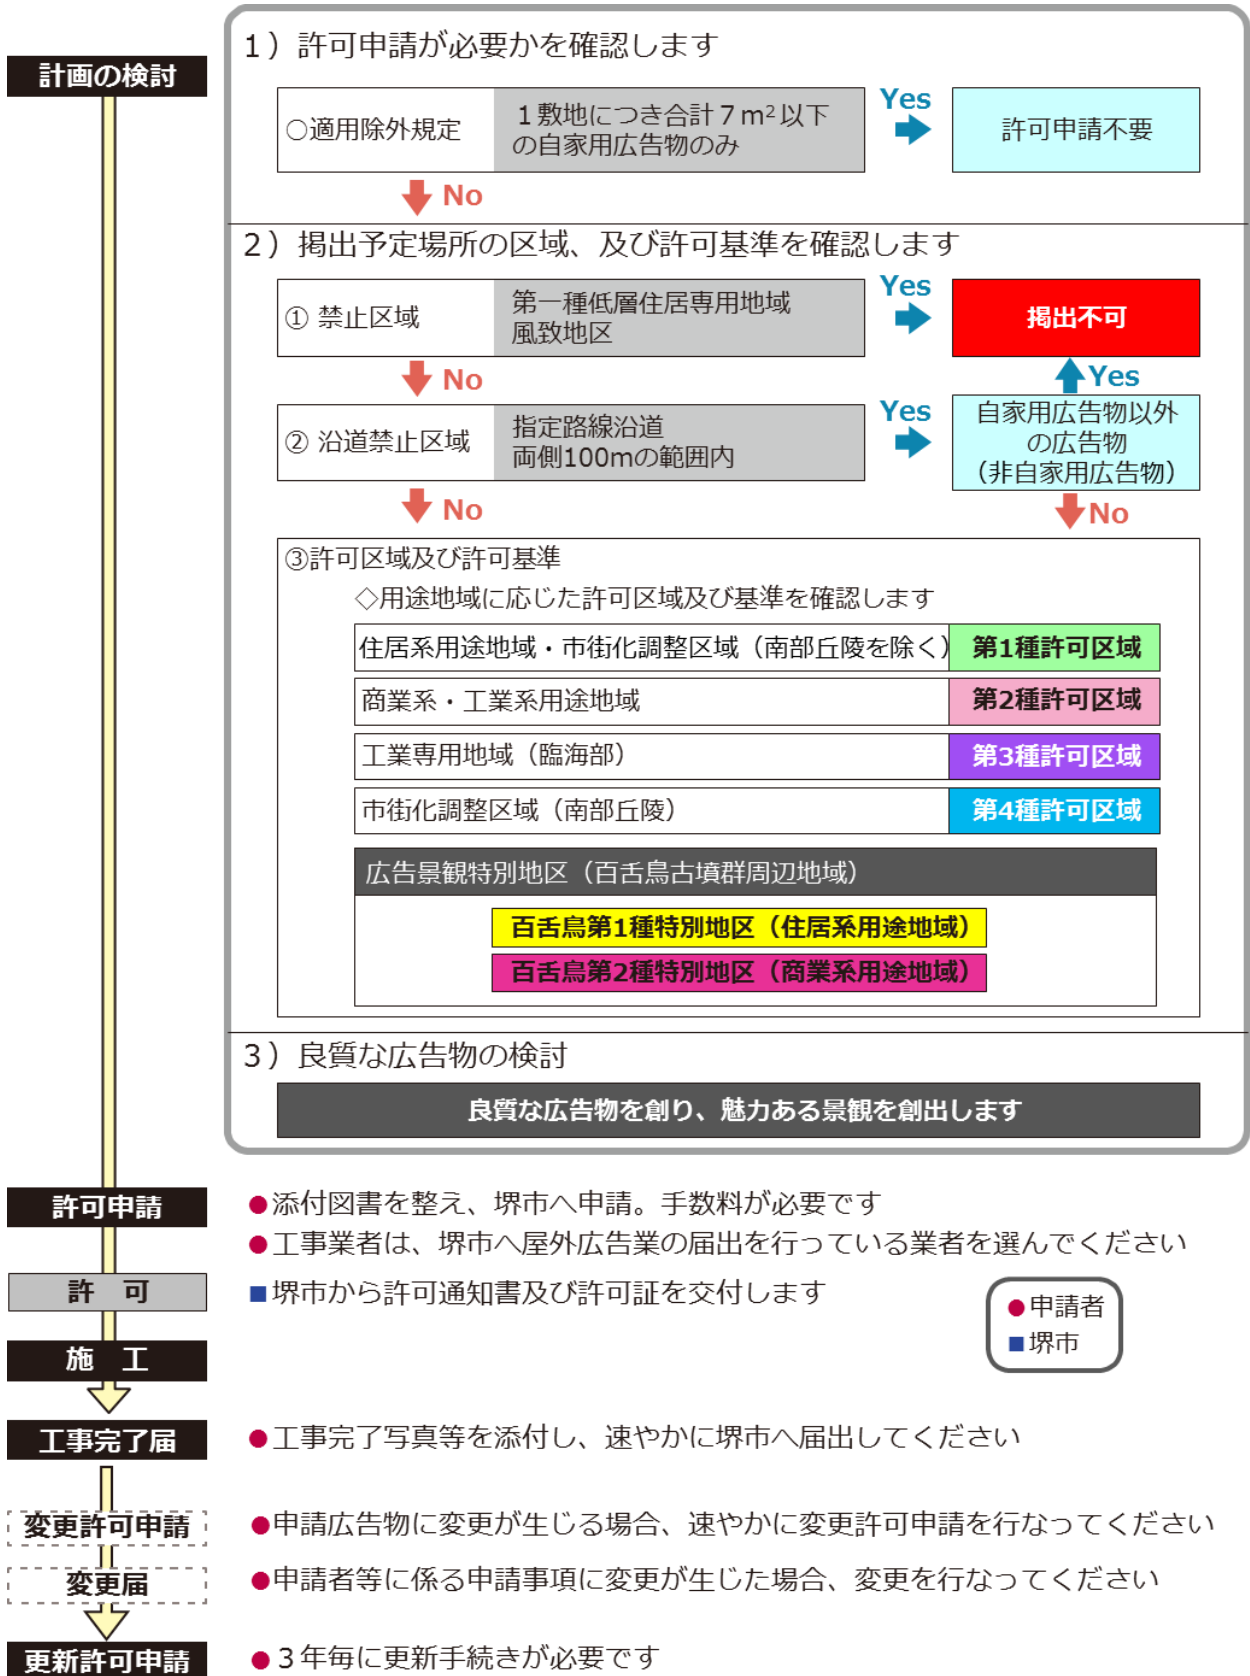 計画の検討
1）許可申請が必要かを確認します
○適用除外規定
１敷地につき合計７m²以下
の自家用広告物のみ
Yes
許可申請不要
No
2）掲出予定場所の区域、及び許可基準を確認します
① 禁止区域
第一種低層住居専用地域
風致地区
Yes
掲出不可
No
Yes
② 沿道禁止区域
指定路線沿道
両側100mの範囲内
Yes
自家用広告物以外
の広告物
（非自家用広告物）
No
No
③許可区域及び許可基準
◇用途地域に応じた許可区域及び基準を確認します
住居系用途地域・市街化調整区域（南部丘陵を除く）
第1種許可区域
商業系・工業系用途地域
第2種許可区域
工業専用地域（臨海部）
第3種許可区域
市街化調整区域（南部丘陵）
第4種許可区域
広告景観特別地区（百舌鳥古墳群周辺地域）
百舌鳥第1種特別地区（住居系用途地域）
百舌鳥第2種特別地区（商業系用途地域）
3）良質な広告物の検討
良質な広告物を創り、魅力ある景観を創出します
許可申請
●添付図書を整え、堺市へ申請。手数料が必要です
●工事業者は、堺市へ屋外広告業の届出を行っている業者を選んでください
許　可
■堺市から許可通知書及び許可証を交付します
●申請者
■堺市
施　工
工事完了届
●工事完了写真等を添付し、速やかに堺市へ届出してください
変更許可申請
●申請広告物に変更が生じる場合、速やかに変更許可申請を行なってください
変更届
●申請者等に係る申請事項に変更が生じた場合、変更を行なってください
更新許可申請
●３年毎に更新手続きが必要です